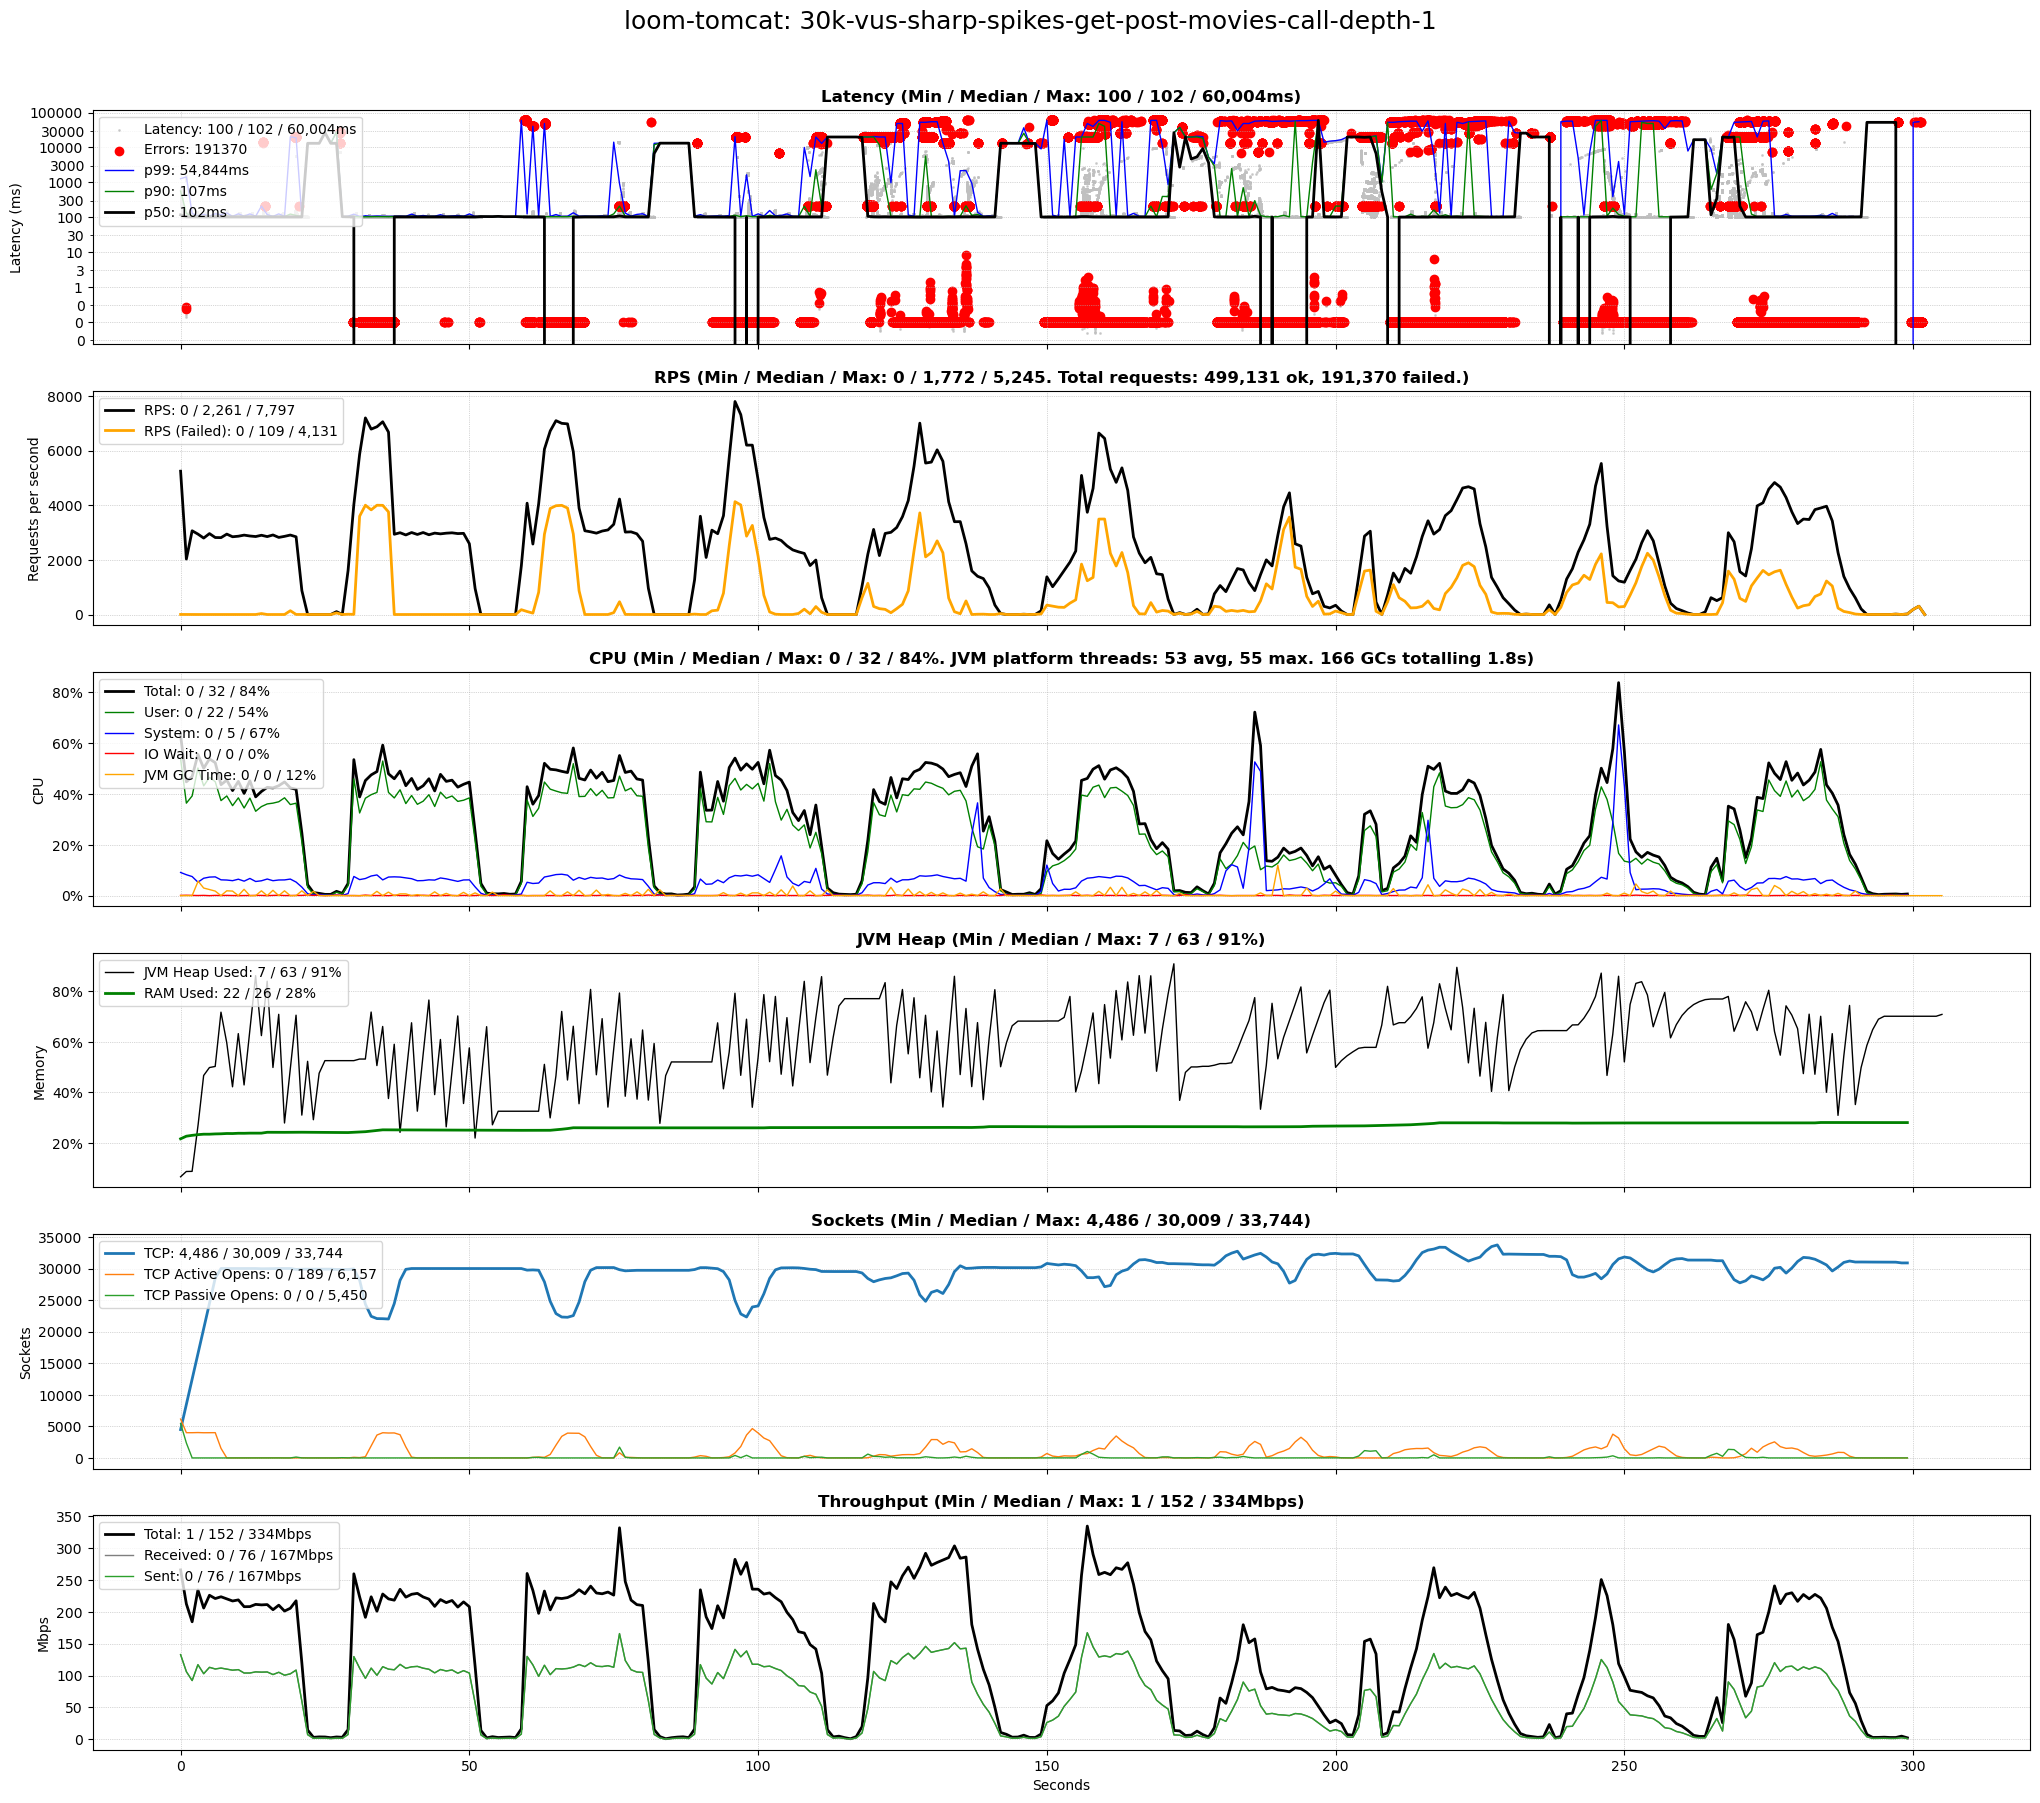 loom-tomcat: 30k-vus-sharp-spikes-get-post-movies-call-depth-1
Latency (Min / Median / Max: 100 / 102 / 60,004ms)
Latency (ms)
100000
30000
10000
3000
1000
300
100
30
10
3
1
0
0
0
Latency: 100 / 102 / 60,004ms
Errors: 191370
p99: 54,844ms
p90: 107ms
p50: 102ms
RPS (Min / Median / Max: 0 / 1,772 / 5,245. Total requests: 499,131 ok, 191,370 failed.)
Requests per second
8000
6000
4000
2000
0
RPS: 0 / 2,261 / 7,797
RPS (Failed): 0 / 109 / 4,131
CPU (Min / Median / Max: 0 / 32 / 84%. JVM platform threads: 53 avg, 55 max. 166 GCs totalling 1.8s)
CPU
80%
60%
40%
20%
0%
Total: 0 / 32 / 84%
User: 0 / 22 / 54%
System: 0 / 5 / 67%
IO Wait: 0 / 0 / 0%
JVM GC Time: 0 / 0 / 12%
JVM Heap (Min / Median / Max: 7 / 63 / 91%)
Memory
80%
60%
40%
20%
JVM Heap Used: 7 / 63 / 91%
RAM Used: 22 / 26 / 28%
Sockets (Min / Median / Max: 4,486 / 30,009 / 33,744)
Sockets
35000
30000
25000
20000
15000
10000
5000
0
TCP: 4,486 / 30,009 / 33,744
TCP Active Opens: 0 / 189 / 6,157
TCP Passive Opens: 0 / 0 / 5,450
Throughput (Min / Median / Max: 1 / 152 / 334Mbps)
Mbps
350
300
250
200
150
100
50
0
Total: 1 / 152 / 334Mbps
Received: 0 / 76 / 167Mbps
Sent: 0 / 76 / 167Mbps
0
50
100
150
200
250
300
Seconds